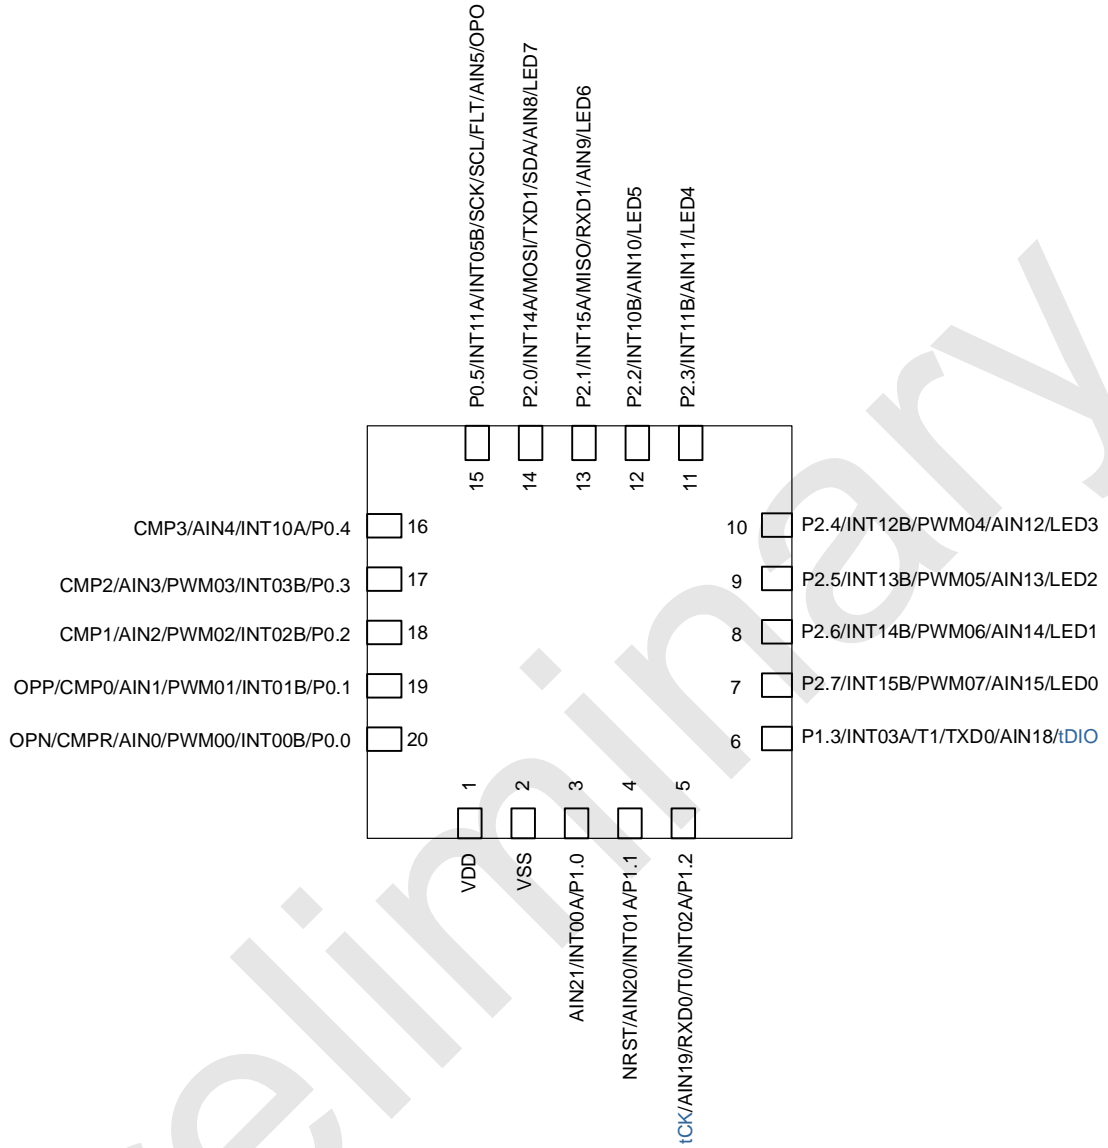 P0.5/INT11A/INT05B/SCK/SCL/FLT/AIN5/OPO
P2.0/INT14A/MOSI/TXD1/SDA/AIN8/LED7
P2.1/INT15A/MISO/RXD1/AIN9/LED6
P2.2/INT10B/AIN10/LED5
P2.3/INT11B/AIN11/LED4
15
14
13
12
11
CMP3/AIN4/INT10A/P0.4
16
CMP2/AIN3/PWM03/INT03B/P0.3
17
CMP1/AIN2/PWM02/INT02B/P0.2
18
OPP/CMP0/AIN1/PWM01/INT01B/P0.1
19
OPN/CMPR/AIN0/PWM00/INT00B/P0.0
20
10
P2.4/INT12B/PWM04/AIN12/LED3
9
P2.5/INT13B/PWM05/AIN13/LED2
8
P2.6/INT14B/PWM06/AIN14/LED1
7
P2.7/INT15B/PWM07/AIN15/LED0
6
P1.3/INT03A/T1/TXD0/AIN18/tDIO
1
2
3
4
5
VDD
VSS
AIN21/INT00A/P1.0
NRST/AIN20/INT01A/P1.1
tCK/AIN19/RXD0/T0/INT02A/P1.2
reliminary